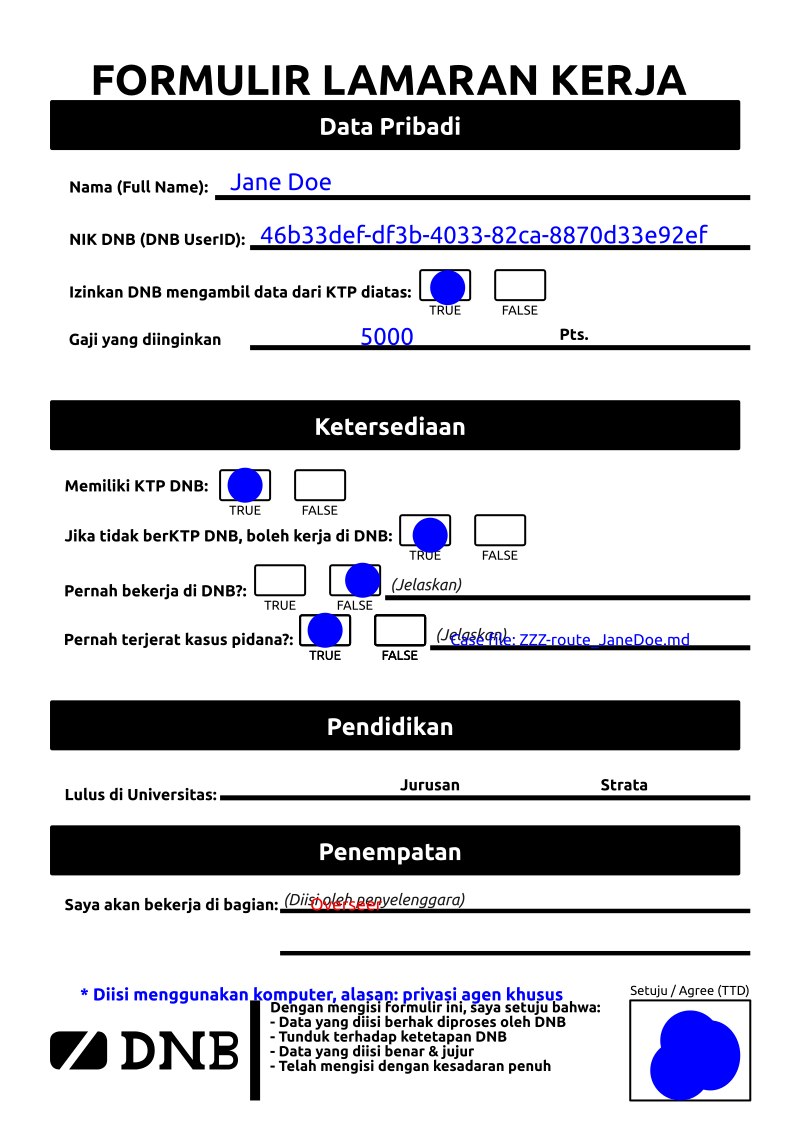 FORMULIR LAMARAN KERJA
Data Pribadi
Nama (Full Name): Jane Doe
NIK DNB (DNB UserID): 46b33def-df3b-4033-82ca-8870d33e92ef
Izinkan DNB mengambil data dari KTP diatas:
TRUE FALSE
Gaji yang diinginkan 5000 Pts.
Ketersediaan
Memiliki KTP DNB:
TRUE FALSE
Jika tidak berKTP DNB, boleh kerja di DNB:
TRUE FALSE
Pernah bekerja di DNB?: (Jelaskan)
TRUE FALSE
Pernah terjerat kasus pidana?: (Jelaskan) Case file: ZZZ-route_JaneDoe.md
TRUE FALSE
Pendidikan
Lulus di Universitas: Jurusan Strata
Penempatan
Saya akan bekerja di bagian: (Diisi oleh penyelenggara) Overseer
* Diisi menggunakan komputer, alasan: privasi agen khusus
Setuju / Agree (TTD)
DNB
Dengan mengisi formulir ini, saya setuju bahwa:
- Data yang diisi berhak diproses oleh DNB
- Tunduk terhadap ketetapan DNB
- Data yang diisi benar & jujur
- Telah mengisi dengan kesadaran penuh